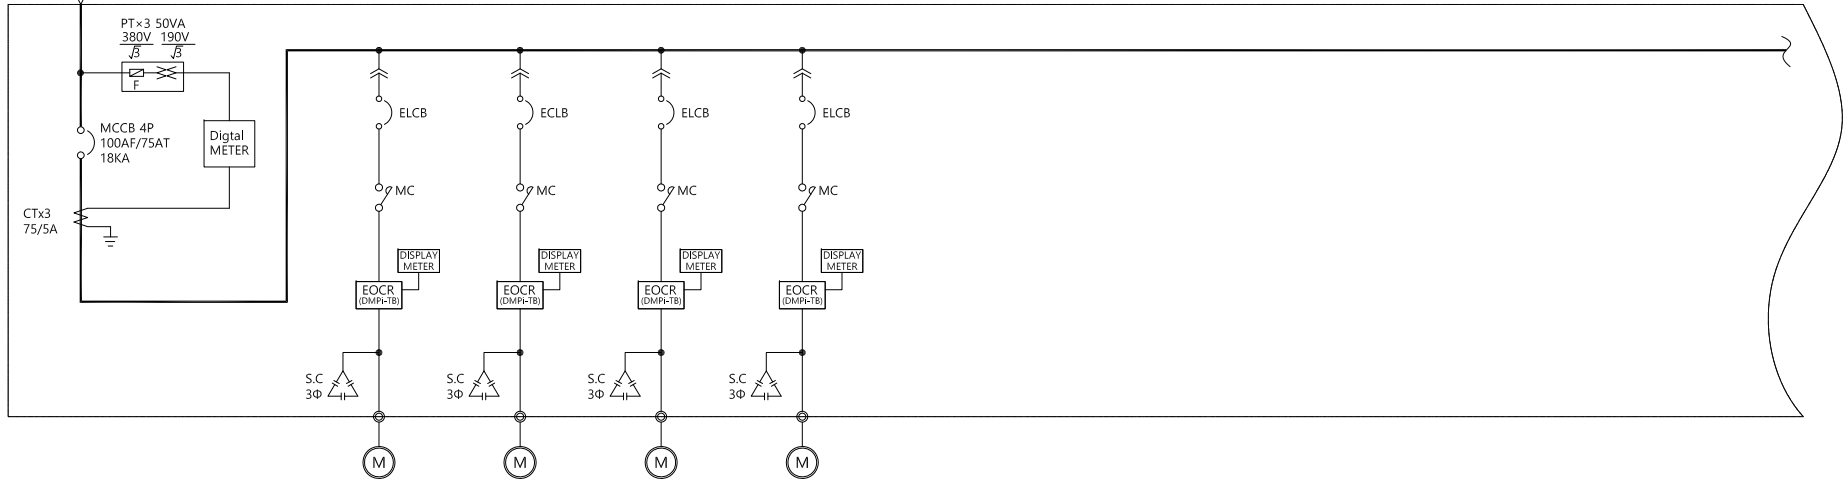 PT×3 50VA
380V 190V
√3 √3
F
MCCB 4P
100AF/75AT
18KA
Digtal
METER
CTx3
75/5A
ELCB
MC
DISPLAY
METER
EOCR
(DMPi-TB)
S.C
3Φ
M
ECLB
MC
DISPLAY
METER
EOCR
(DMPi-TB)
S.C
3Φ
M
ELCB
MC
DISPLAY
METER
EOCR
(DMPi-TB)
S.C
3Φ
M
ELCB
MC
DISPLAY
METER
EOCR
(DMPi-TB)
S.C
3Φ
M